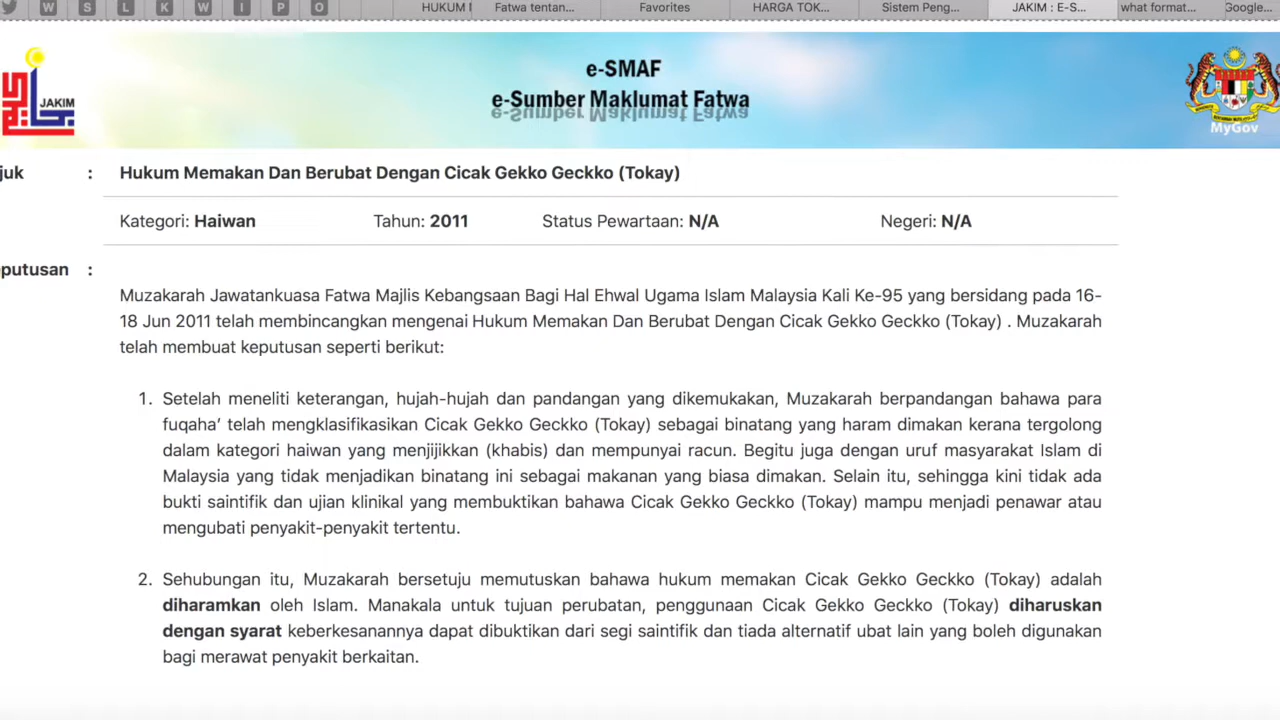 W S L K W I P O HUKUM Fatwa tentan... Favorites HARGA TOK... Sistem Peng... JAKIM : E-S... what format... Google...
JAKIM
e-SMAF
e-Sumber Maklumat Fatwa
MyGov
juk : Hukum Memakan Dan Berubat Dengan Cicak Gekko Geckko (Tokay)
Kategori: Haiwan Tahun: 2011 Status Pewartaan: N/A Negeri: N/A
eputusan :
Muzakarah Jawatankuasa Fatwa Majlis Kebangsaan Bagi Hal Ehwal Ugama Islam Malaysia Kali Ke-95 yang bersidang pada 16-
18 Jun 2011 telah membincangkan mengenai Hukum Memakan Dan Berubat Dengan Cicak Gekko Geckko (Tokay) . Muzakarah
telah membuat keputusan seperti berikut:
1. Setelah meneliti keterangan, hujah-hujah dan pandangan yang dikemukakan, Muzakarah berpandangan bahawa para
fuqaha’ telah mengklasifikasikan Cicak Gekko Geckko (Tokay) sebagai binatang yang haram dimakan kerana tergolong
dalam kategori haiwan yang menjijikkan (khabis) dan mempunyai racun. Begitu juga dengan uruf masyarakat Islam di
Malaysia yang tidak menjadikan binatang ini sebagai makanan yang biasa dimakan. Selain itu, sehingga kini tidak ada
bukti saintifik dan ujian klinikal yang membuktikan bahawa Cicak Gekko Geckko (Tokay) mampu menjadi penawar atau
mengubati penyakit-penyakit tertentu.
2. Sehubungan itu, Muzakarah bersetuju memutuskan bahawa hukum memakan Cicak Gekko Geckko (Tokay) adalah
diharamkan oleh Islam. Manakala untuk tujuan perubatan, penggunaan Cicak Gekko Geckko (Tokay) diharuskan
dengan syarat keberkesanannya dapat dibuktikan dari segi saintifik dan tiada alternatif ubat lain yang boleh digunakan
bagi merawat penyakit berkaitan.